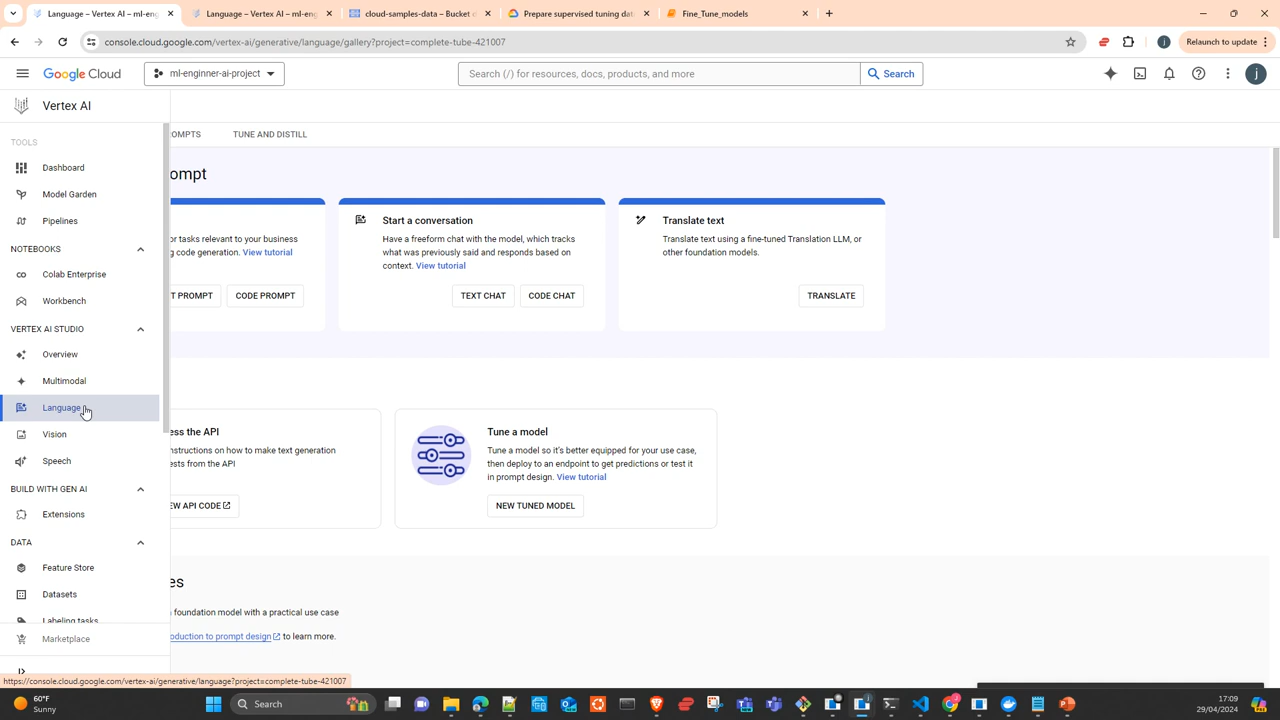 Language – Vertex AI – ml-eng
Language – Vertex AI – ml-en
cloud-samples-data – Bucket
Prepare supervised tuning dat
Fine_Tune_models
console.cloud.google.com/vertex-ai/generative/language/gallery?project=complete-tube-421007
j
Relaunch to update
Google Cloud
ml-enginner-ai-project
Search (/) for resources, docs, products, and more
Search
j
Vertex AI
TOOLS
Dashboard
Model Garden
Pipelines
NOTEBOOKS
Colab Enterprise
Workbench
VERTEX AI STUDIO
Overview
Multimodal
Language
Vision
Speech
BUILD WITH GEN AI
Extensions
DATA
Feature Store
Datasets
Labeling tasks
Marketplace
OMPTS
TUNE AND DISTILL
ompt
or tasks relevant to your business
g code generation. View tutorial
T PROMPT
CODE PROMPT
Start a conversation
Have a freeform chat with the model, which tracks
what was previously said and responds based on
context. View tutorial
TEXT CHAT
CODE CHAT
Translate text
Translate text using a fine-tuned Translation LLM, or
other foundation models.
TRANSLATE
ess the API
nstructions on how to make text generation
ests from the API
EW API CODE
Tune a model
Tune a model so it's better equipped for your use case,
then deploy to an endpoint to get predictions or test it
in prompt design. View tutorial
NEW TUNED MODEL
es
foundation model with a practical use case
oduction to prompt design to learn more.
https://console.cloud.google.com/vertex-ai/generative/language?project=complete-tube-421007
60°F
Sunny
Search
17:09
29/04/2024